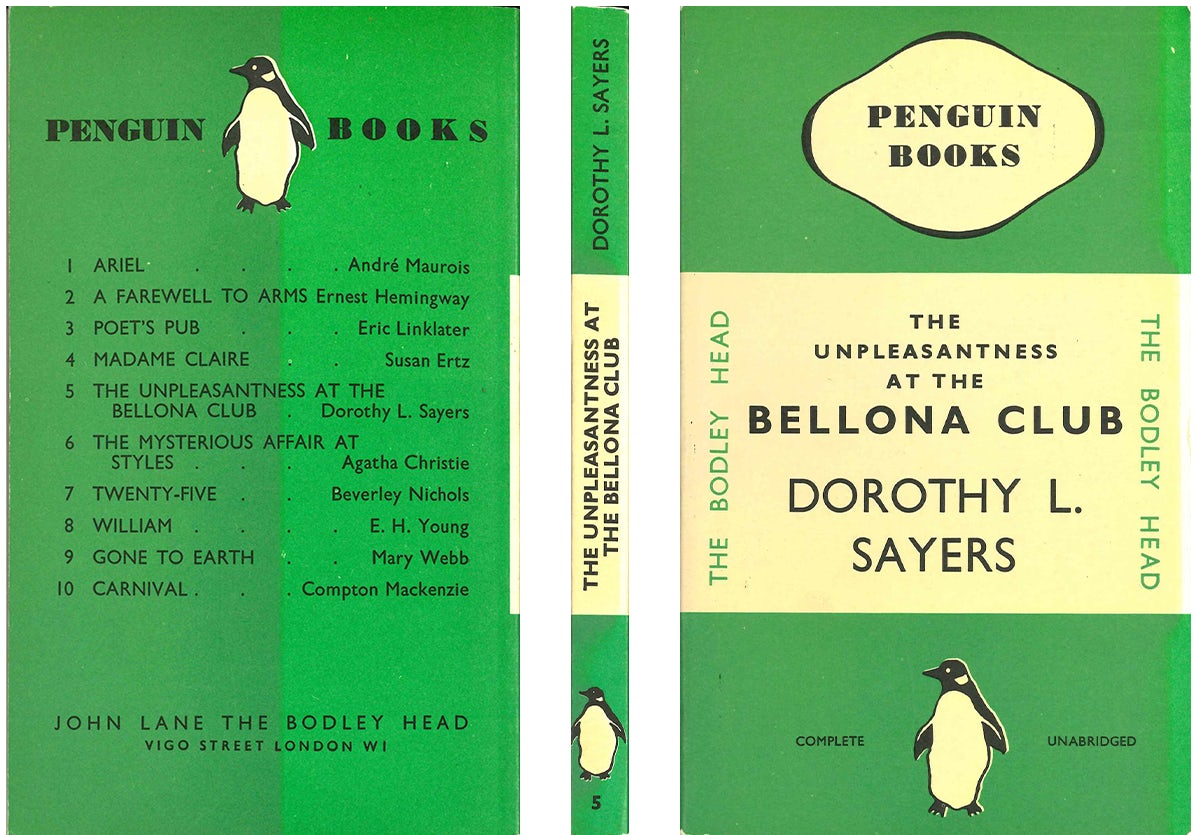 PENGUIN BOOKS
1 ARIEL . . . . André Maurois
2 A FAREWELL TO ARMS Ernest Hemingway
3 POET'S PUB . . . Eric Linklater
4 MADAME CLAIRE . . Susan Ertz
5 THE UNPLEASANTNESS AT THE
BELLONA CLUB . Dorothy L. Sayers
6 THE MYSTERIOUS AFFAIR AT
STYLES . . . Agatha Christie
7 TWENTY-FIVE . . Beverley Nichols
8 WILLIAM . . . . E. H. Young
9 GONE TO EARTH . . Mary Webb
10 CARNIVAL . . . Compton Mackenzie
JOHN LANE THE BODLEY HEAD
VIGO STREET LONDON W1
DOROTHY L. SAYERS
THE UNPLEASANTNESS AT
THE BELLONA CLUB
5
PENGUIN
BOOKS
THE BODLEY HEAD
THE
UNPLEASANTNESS
AT THE
BELLONA CLUB
DOROTHY L.
SAYERS
THE BODLEY HEAD
COMPLETE
UNABRIDGED